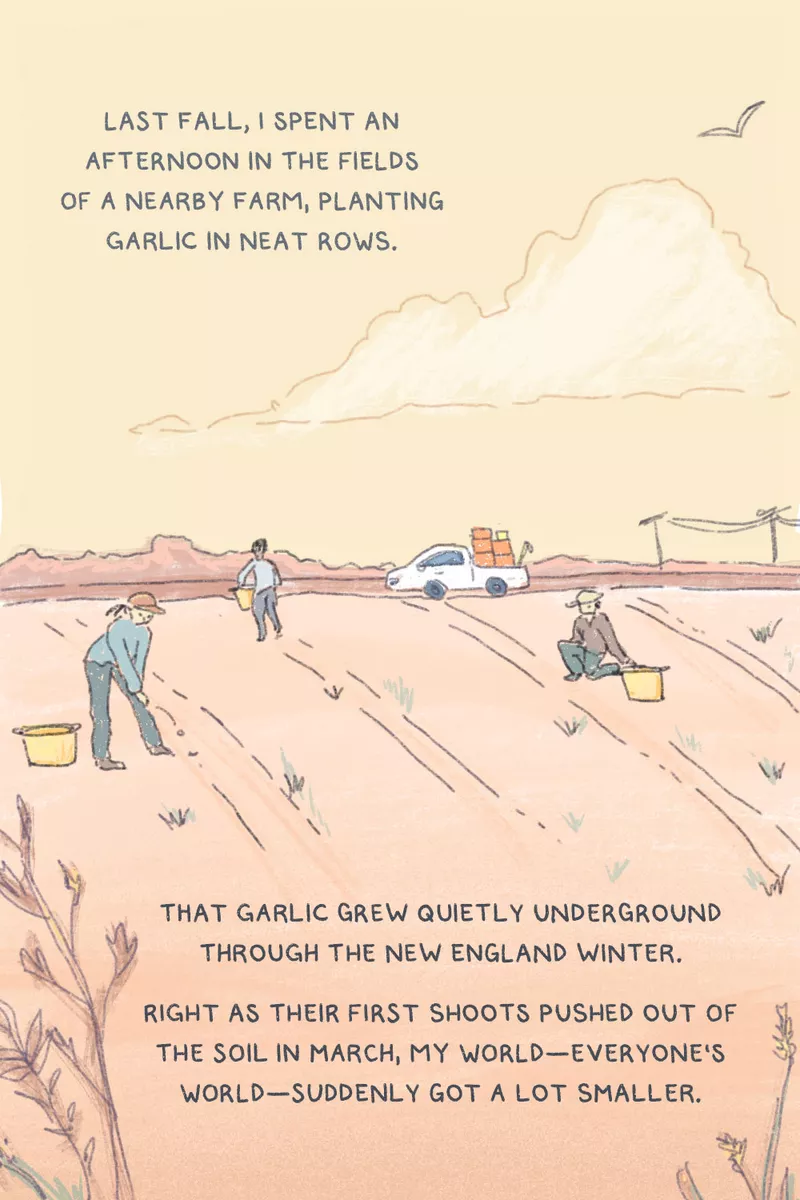 LAST FALL, I SPENT AN
AFTERNOON IN THE FIELDS
OF A NEARBY FARM, PLANTING
GARLIC IN NEAT ROWS.
THAT GARLIC GREW QUIETLY UNDERGROUND
THROUGH THE NEW ENGLAND WINTER.
RIGHT AS THEIR FIRST SHOOTS PUSHED OUT OF
THE SOIL IN MARCH, MY WORLD—EVERYONE'S
WORLD—SUDDENLY GOT A LOT SMALLER.